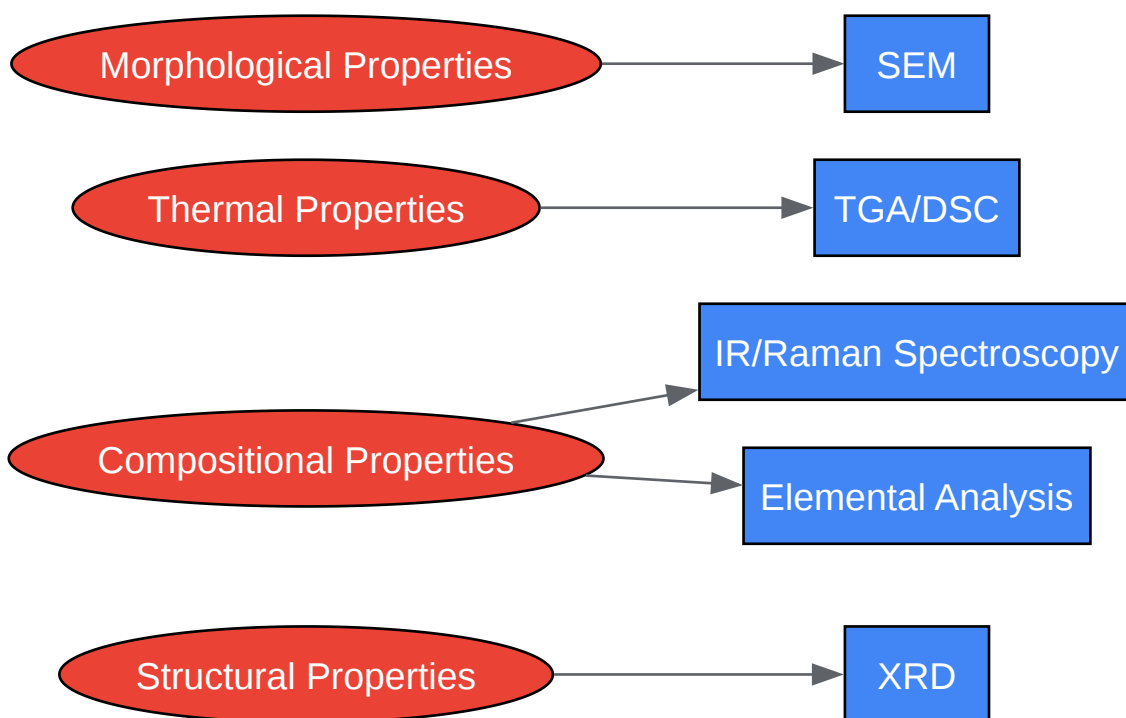 Morphological Properties
SEM
Thermal Properties
TGA/DSC
IR/Raman Spectroscopy
Compositional Properties
Elemental Analysis
Structural Properties
XRD